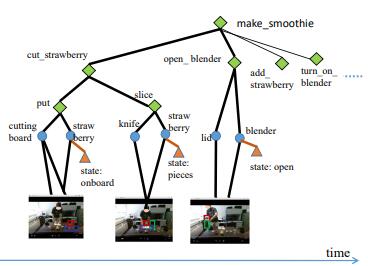 make_smoothie
cut_strawberry
open_ blender
add_
strawberry
turn_on_
blender
put
slice
cutting
board
straw
berry
knife
straw
berry
lid
blender
state:
onboard
state:
pieces
state: open
time